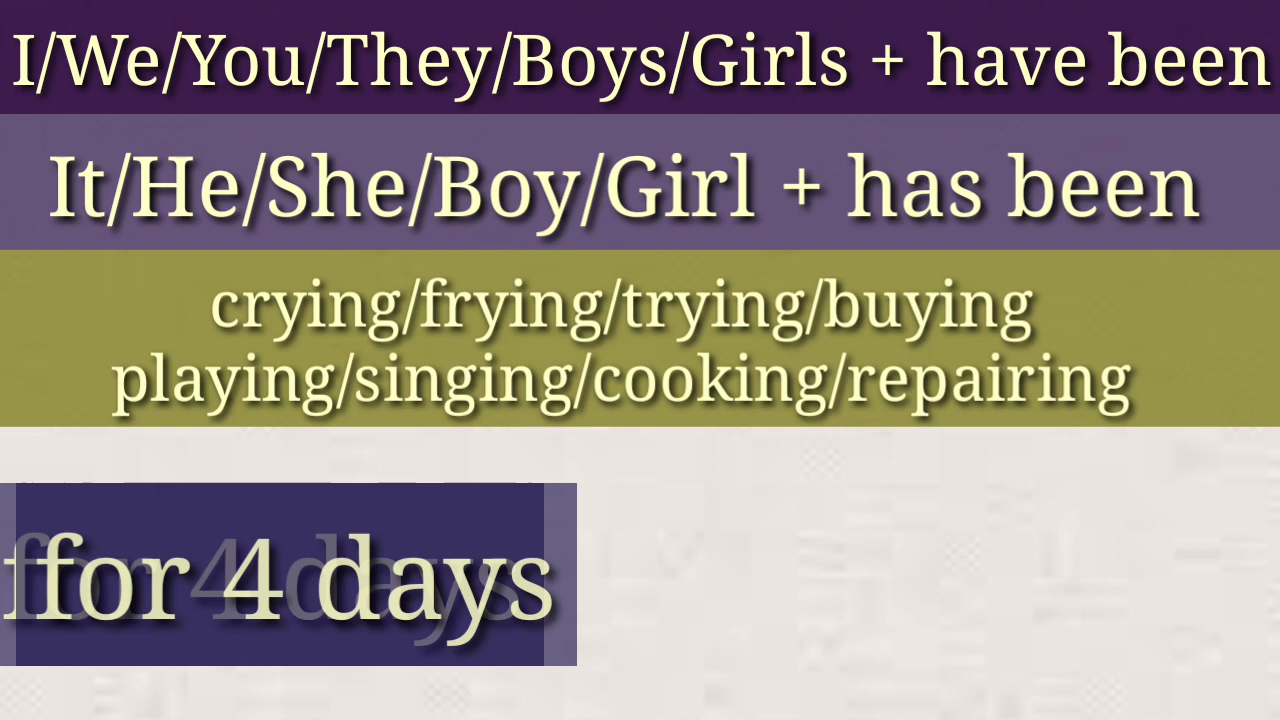 I/We/You/They/Boys/Girls + have been
It/He/She/Boy/Girl + has been
crying/frying/trying/buying
playing/singing/cooking/repairing
for 4 days